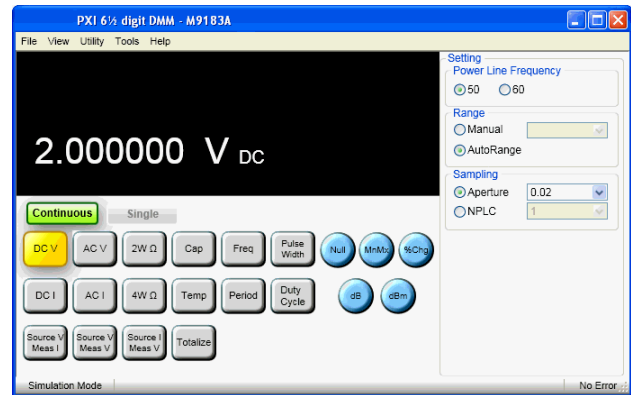 PXI 6½ digit DMM - M9183A
File View Utility Tools Help
2.000000 V DC
Setting
Power Line Frequency
50 60
Range
Manual
AutoRange
Sampling
Aperture 0.02
NPLC 1
Continuous Single
DC V AC V 2W Ω Cap Freq Pulse Width Null MnMx %Chg
DC I AC I 4W Ω Temp Period Duty Cycle dB dBm
Source V Meas I Source V Meas V Source I Meas V Totalize
Simulation Mode No Error